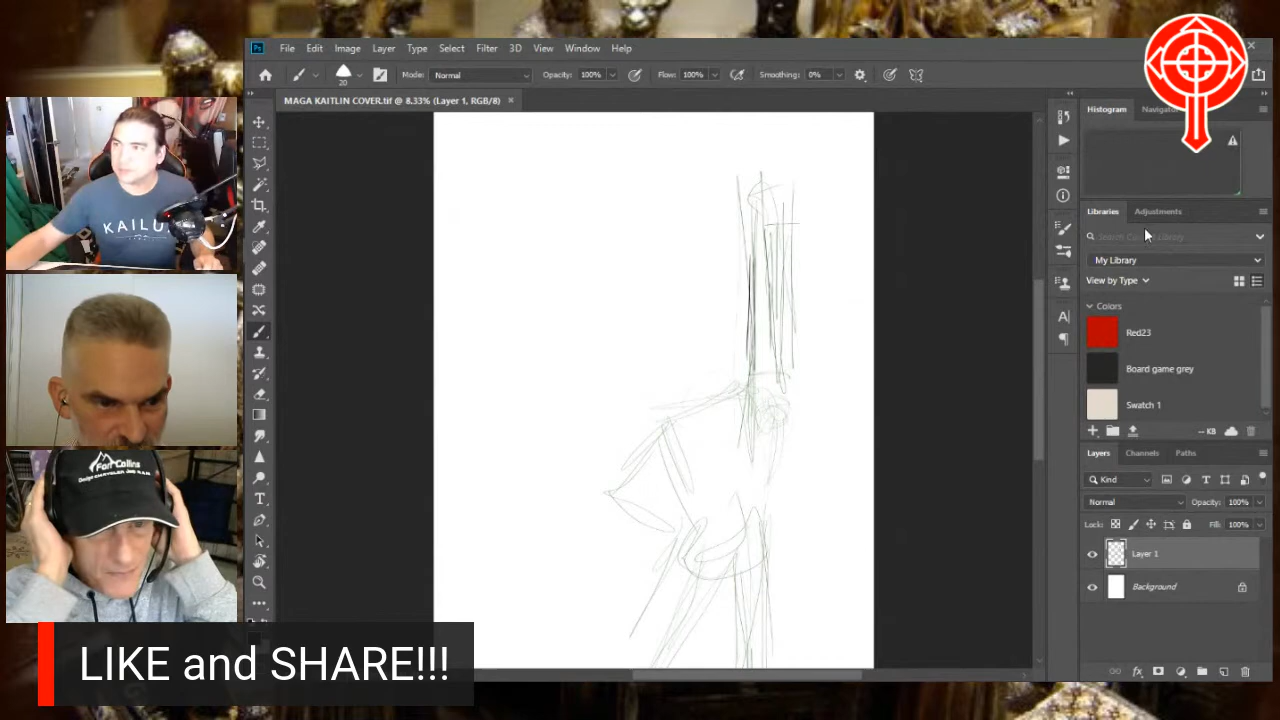 File Edit Image Layer Type Select Filter 3D View Window Help
20 Mode: Normal Opacity: 100% Flow: 100% Smoothing: 0%
MAGA KAITLIN COVER.tif @ 8.33% (Layer 1, RGB/8)
Histogram
Libraries Adjustments
My Library
View by Type
Colors
Red23
Board game grey
Swatch 1
-- KB
Layers Channels Paths
Kind
Normal Opacity: 100%
Lock: Fill: 100%
Layer 1
Background
Fort Collins
LIKE and SHARE!!!